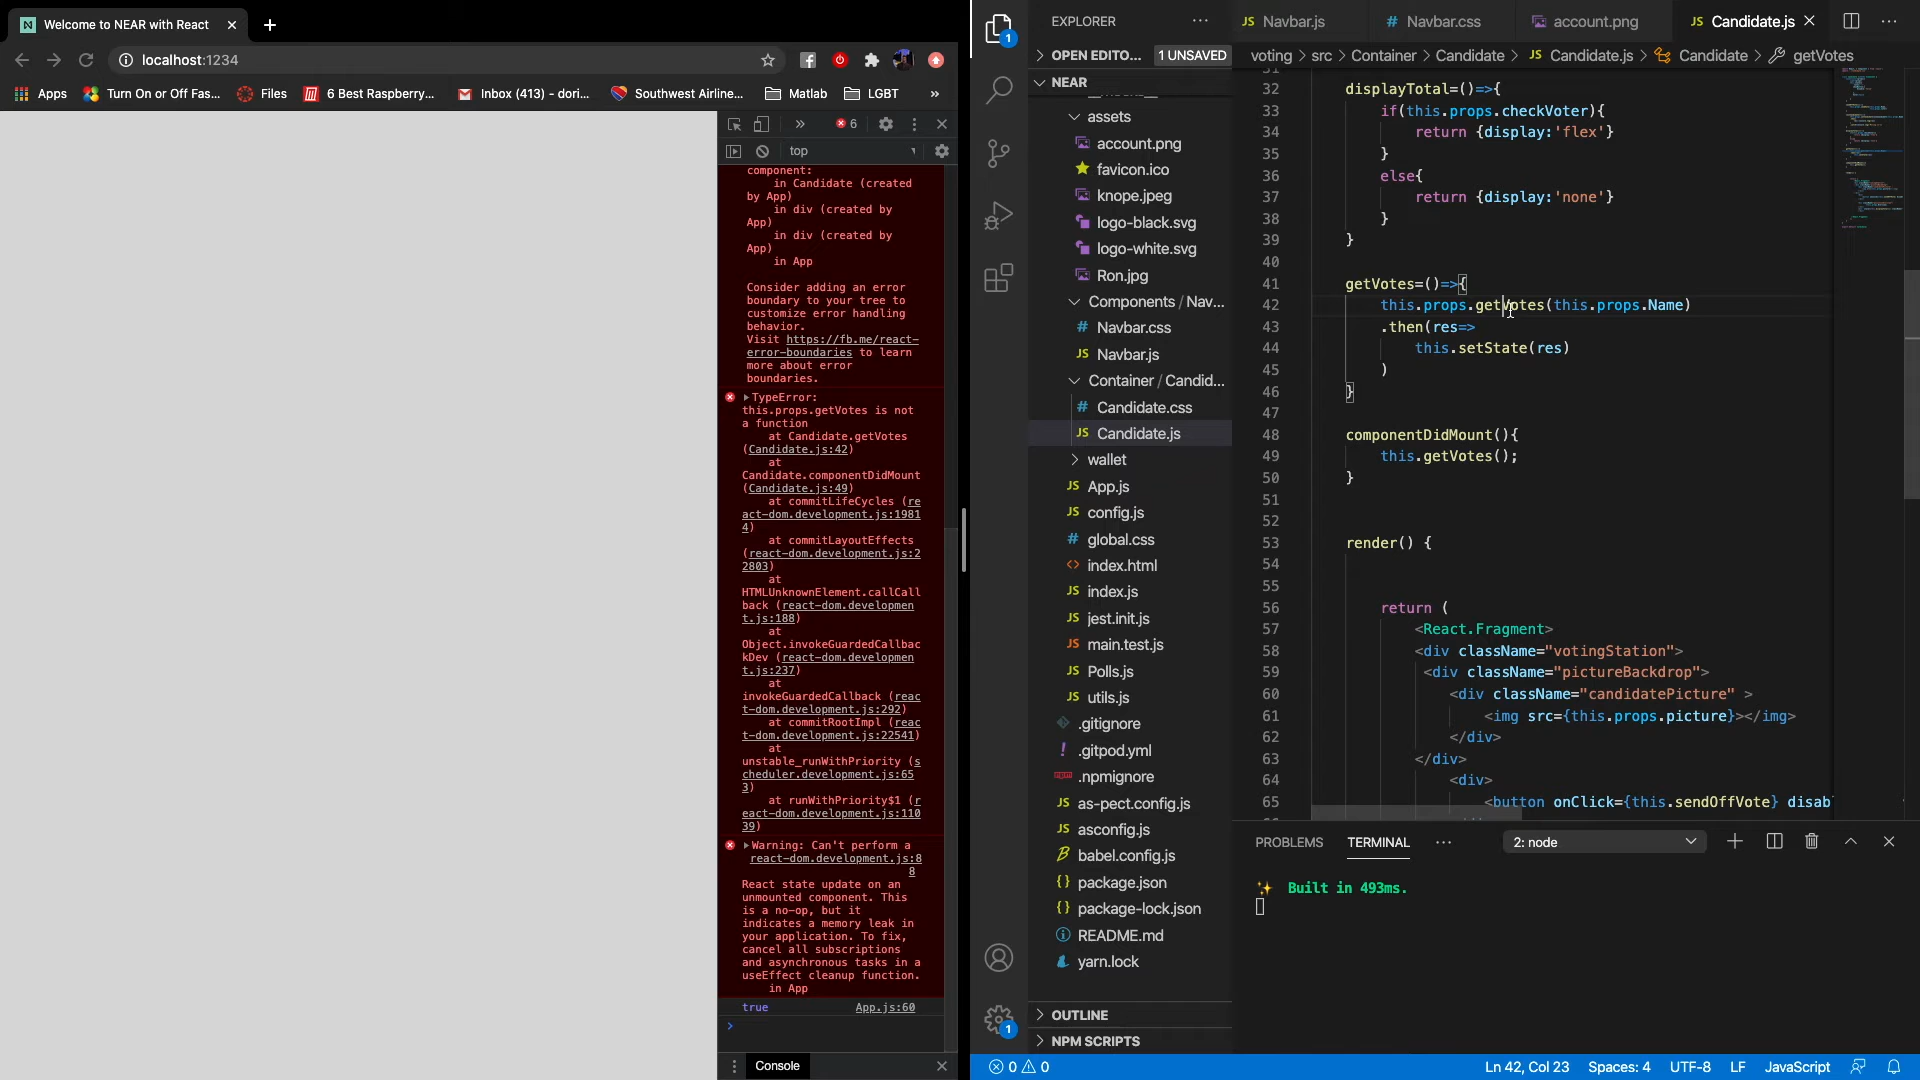 Welcome to NEAR with React
localhost:1234
Apps
Turn On or Off Fas...
Files
6 Best Raspberry...
Inbox (413) - dori...
Southwest Airline...
Matlab
LGBT
»
6
top
component:
in Candidate (created
by App)
in div (created by
App)
in div (created by
App)
in App
Consider adding an error
boundary to your tree to
customize error handling
behavior.
Visit https://fb.me/react-
error-boundaries to learn
more about error
boundaries.
TypeError:
this.props.getVotes is not
a function
at Candidate.getVotes
(Candidate.js:42)
at
Candidate.componentDidMount
(Candidate.js:49)
at commitLifeCycles (re
act-dom.development.js:1981
4)
at commitLayoutEffects
(react-dom.development.js:2
2803)
at
HTMLUnknownElement.callCall
back (react-dom.developmen
t.js:188)
at
Object.invokeGuardedCallbac
kDev (react-dom.developmen
t.js:237)
at
invokeGuardedCallback (reac
t-dom.development.js:292)
at commitRootImpl (reac
t-dom.development.js:22541)
at
unstable_runWithPriority (s
cheduler.development.js:65
3)
at runWithPriority$1 (r
eact-dom.development.js:110
39)
Warning: Can't perform a
react-dom.development.js:8
8
React state update on an
unmounted component. This
is a no-op, but it
indicates a memory leak in
your application. To fix,
cancel all subscriptions
and asynchronous tasks in a
useEffect cleanup function.
in App
true App.js:60
Console
EXPLORER
OPEN EDITO... 1 UNSAVED
NEAR
assets
account.png
favicon.ico
knope.jpeg
logo-black.svg
logo-white.svg
Ron.jpg
Components / Nav...
# Navbar.css
JS Navbar.js
Container / Candid...
# Candidate.css
JS Candidate.js
wallet
JS App.js
JS config.js
# global.css
<> index.html
JS index.js
JS jest.init.js
JS main.test.js
JS Polls.js
JS utils.js
.gitignore
! .gitpod.yml
.npmignore
JS as-pect.config.js
JS asconfig.js
babel.config.js
{} package.json
{} package-lock.json
README.md
yarn.lock
OUTLINE
NPM SCRIPTS
1
1
JS Navbar.js
# Navbar.css
account.png
JS Candidate.js
voting > src > Container > Candidate > JS Candidate.js > Candidate > getVotes
32 displayTotal=()=>{
33 if(this.props.checkVoter){
34 return {display:'flex'}
35 }
36 else{
37 return {display:'none'}
38 }
39 }
40
41 getVotes=()=>{
42 this.props.getVotes(this.props.Name)
43 .then(res=>
44 this.setState(res)
45 )
46 }
47
48 componentDidMount(){
49 this.getVotes();
50 }
51
52
53 render() {
54
55
56 return (
57 <React.Fragment>
58 <div className="votingStation">
59 <div className="pictureBackdrop">
60 <div className="candidatePicture" >
61 <img src={this.props.picture}></img>
62 </div>
63 </div>
64 <div>
65 <button onClick={this.sendOffVote} disab
PROBLEMS
TERMINAL
2: node
Built in 493ms.
0 0
Ln 42, Col 23
Spaces: 4
UTF-8
LF
JavaScript